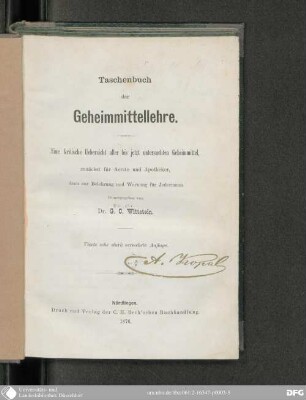 Taschenbuch
der
Geheimmittellehre.
Eine kritische Uebersicht aller bis jetzt untersuchten Geheimmittel,
zunächst für Aerzte und Apotheker,
dann zur Belehrung und Warnung für Jedermann
herausgegeben von
Dr. G. C. Wittstein.
Vierte sehr stark vermehrte Auflage.
A.
Nördlingen.
Druck und Verlag der C. H. Beck'schen Buchhandlung.
1876.
Universitäts- und
Landesbibliothek Düsseldorf
DFG